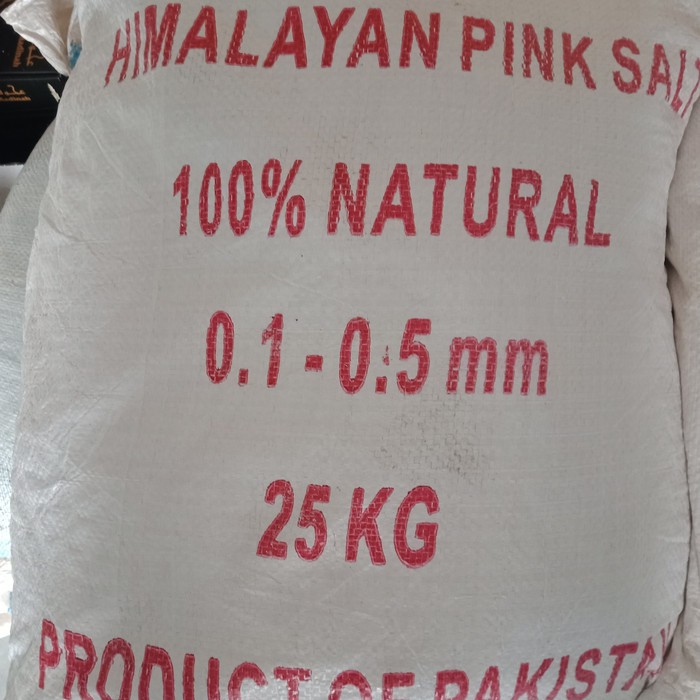 HIMALAYAN PINK SALT
100% NATURAL
0.1 - 0.5 mm
25 KG
PRODUCT OF PAKISTAN